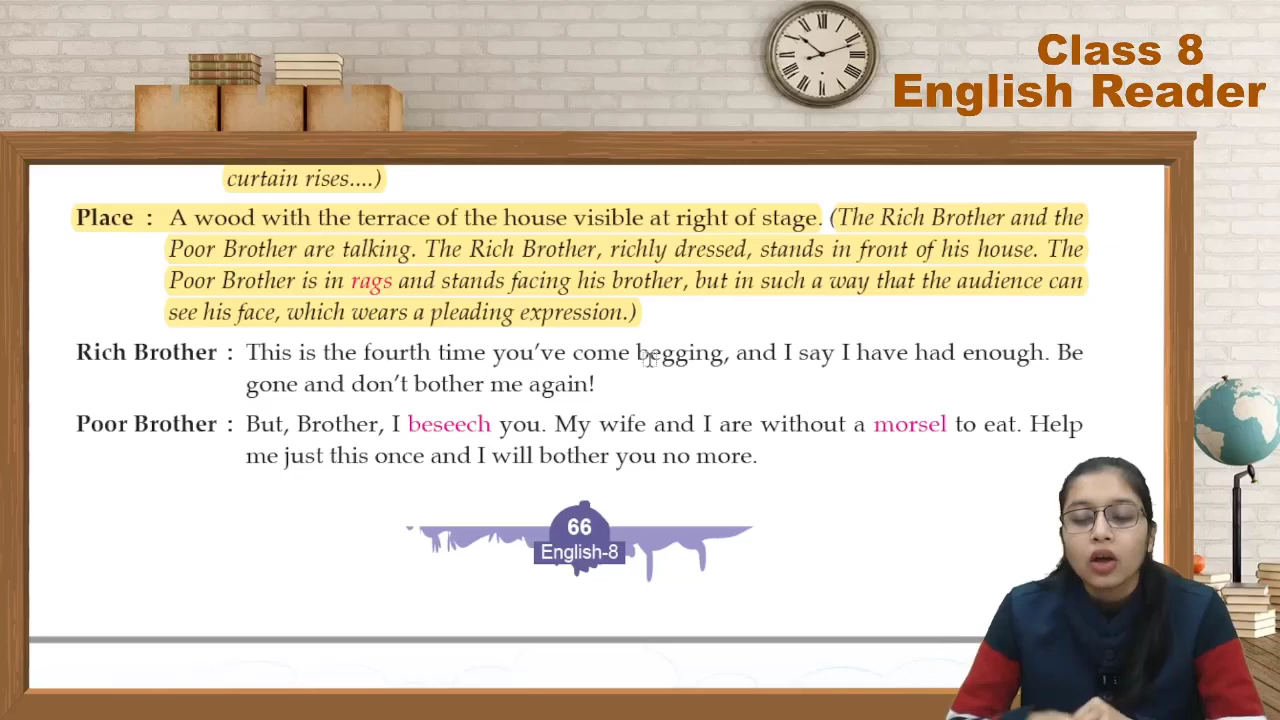 Class 8
English Reader
curtain rises....)
Place : A wood with the terrace of the house visible at right of stage. (The Rich Brother and the
Poor Brother are talking. The Rich Brother, richly dressed, stands in front of his house. The
Poor Brother is in rags and stands facing his brother, but in such a way that the audience can
see his face, which wears a pleading expression.)
Rich Brother : This is the fourth time you've come begging, and I say I have had enough. Be
gone and don't bother me again!
Poor Brother : But, Brother, I beseech you. My wife and I are without a morsel to eat. Help
me just this once and I will bother you no more.
66
English-8